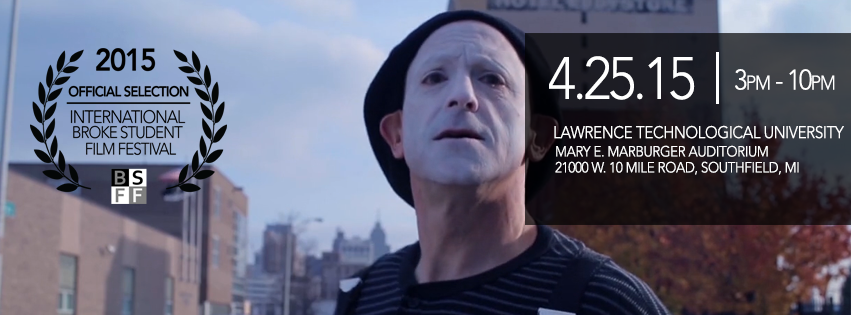 2015
OFFICIAL SELECTION
INTERNATIONAL
BROKE STUDENT
FILM FESTIVAL
B S
F F
4.25.15 | 3PM - 10PM
LAWRENCE TECHNOLOGICAL UNIVERSITY
MARY E. MARBURGER AUDITORIUM
21000 W. 10 MILE ROAD, SOUTHFIELD, MI